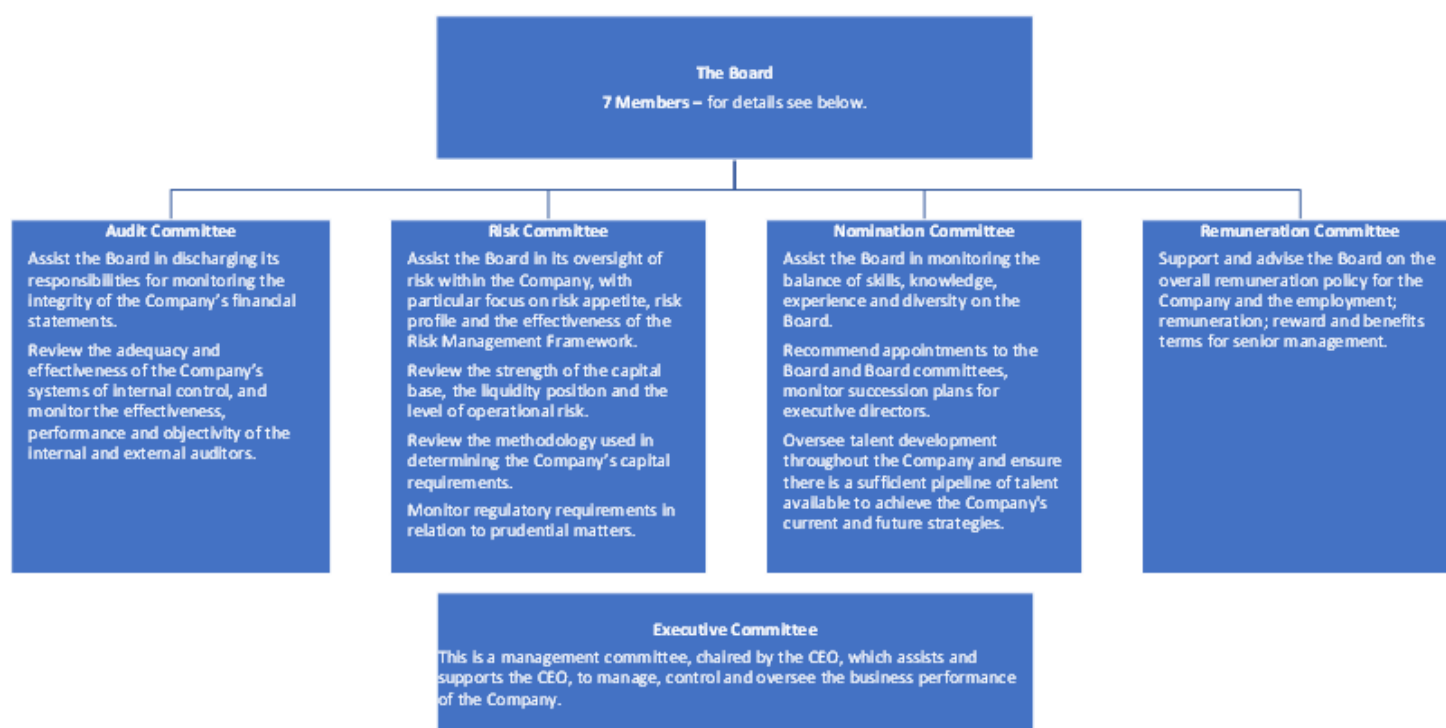 The Board
7 Members – for details see below.
Audit Committee
Assist the Board in discharging its
responsibilities for monitoring the
integrity of the Company's financial
statements.
Review the adequacy and
effectiveness of the Company's
systems of internal control, and
monitor the effectiveness,
performance and objectivity of the
internal and external auditors.
Risk Committee
Assist the Board in its oversight of
risk within the Company, with
particular focus on risk appetite, risk
profile and the effectiveness of the
Risk Management Framework.
Review the strength of the capital
base, the liquidity position and the
level of operational risk.
Review the methodology used in
determining the Company's capital
requirements.
Monitor regulatory requirements in
relation to prudential matters.
Nomination Committee
Assist the Board in monitoring the
balance of skills, knowledge,
experience and diversity on the
Board.
Recommend appointments to the
Board and Board committees,
monitor succession plans for
executive directors.
Oversee talent development
throughout the Company and ensure
there is a sufficient pipeline of talent
available to achieve the Company's
current and future strategies.
Remuneration Committee
Support and advise the Board on the
overall remuneration policy for the
Company and the employment;
remuneration; reward and benefits
terms for senior management.
Executive Committee
This is a management committee, chaired by the CEO, which assists and
supports the CEO, to manage, control and oversee the business performance
of the Company.